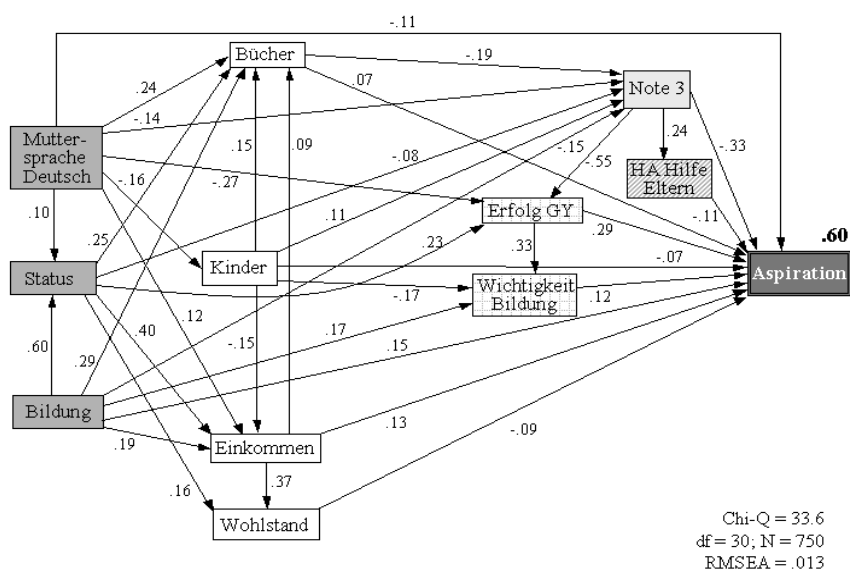 -.11
Bücher
-.19
.07
Note 3
.24
-.14
Mutter-
sprache
Deutsch
.15
.09
-.08
-.15
-.55
.24
-.33
HA Hilfe
Eltern
-.16
-.27
.10
.11
Erfolg GY
.29
-.11
.60
.25
.23
.33
Status
Kinder
-.07
Aspiration
-.17
Wichtigkeit
Bildung
.12
.60
.40
.12
.29
-.15
.17
.15
Bildung
.19
Einkommen
.13
-.09
.37
.16
Wohlstand
Chi-Q = 33.6
df = 30; N = 750
RMSEA = .013